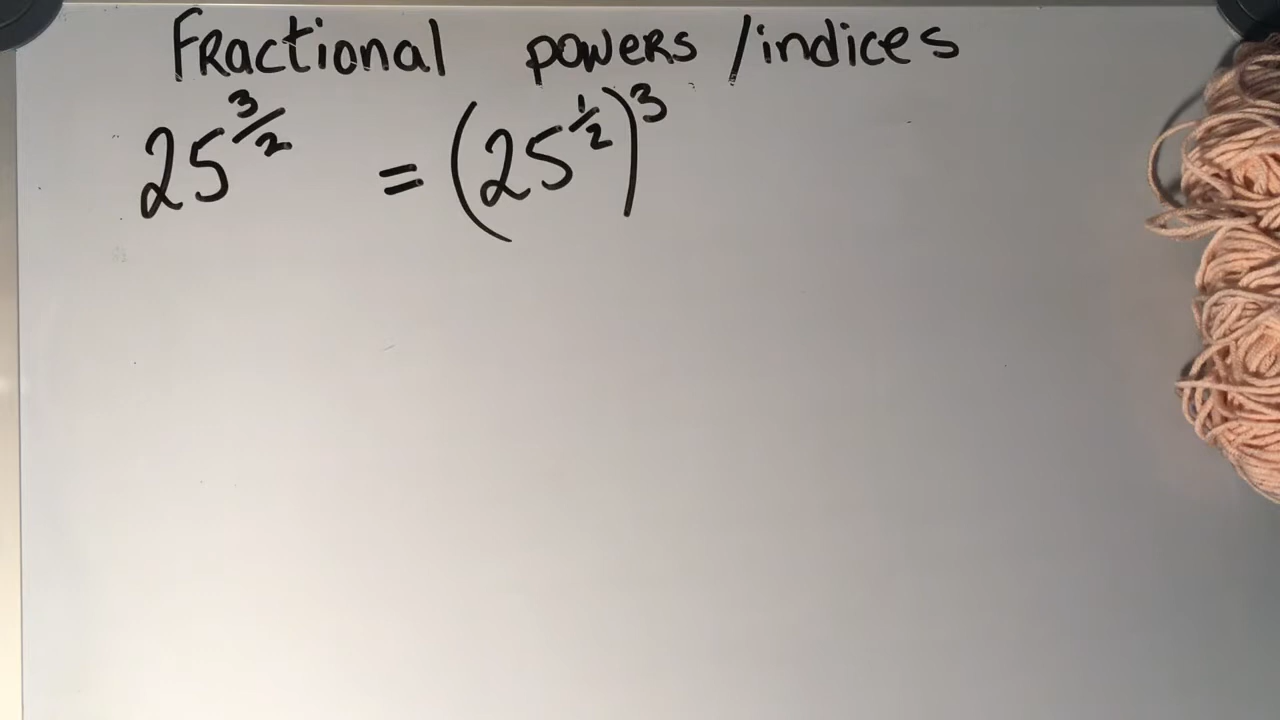 Fractional powers /indices
25^{3/2} = (25^{1/2})^3